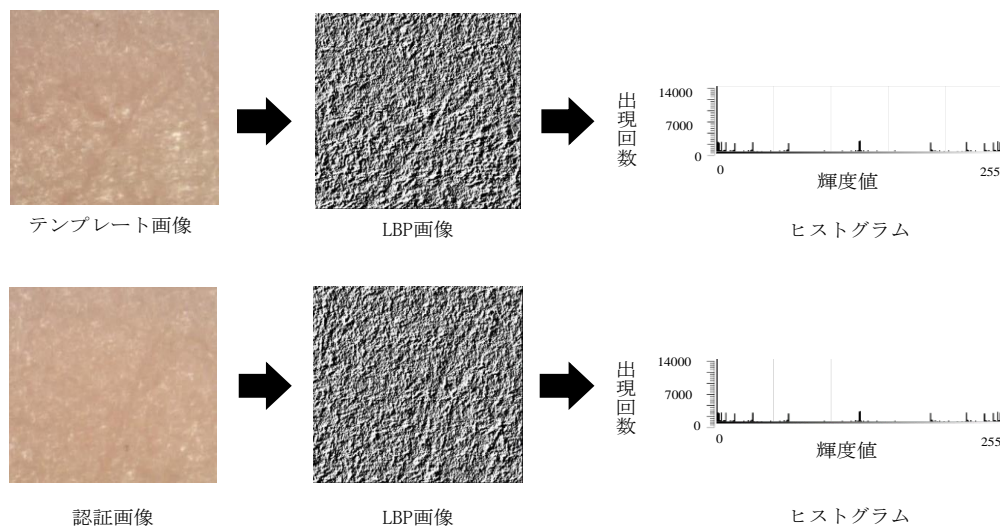 出現回数
14000
7000
0
0
255
輝度値
テンプレート画像
LBP画像
ヒストグラム
出現回数
14000
7000
0
0
255
輝度値
認証画像
LBP画像
ヒストグラム